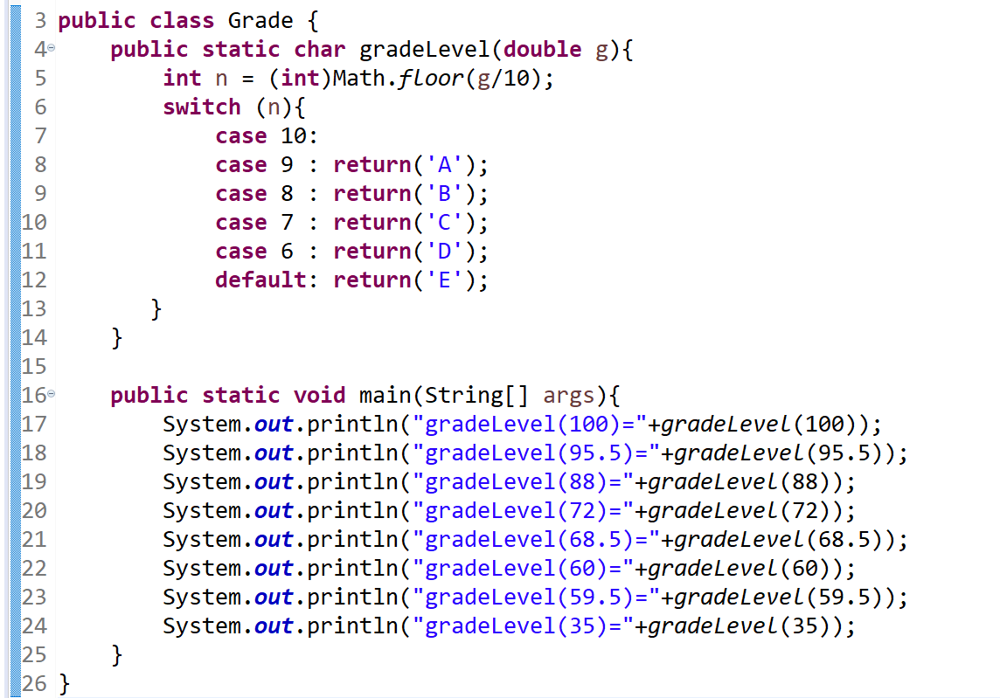 3 public class Grade {
4 public static char gradeLevel(double g){
5 int n = (int)Math.floor(g/10);
6 switch (n){
7 case 10:
8 case 9 : return('A');
9 case 8 : return('B');
10 case 7 : return('C');
11 case 6 : return('D');
12 default: return('E');
13 }
14 }
15
16 public static void main(String[] args){
17 System.out.println("gradeLevel(100)="+gradeLevel(100));
18 System.out.println("gradeLevel(95.5)="+gradeLevel(95.5));
19 System.out.println("gradeLevel(88)="+gradeLevel(88));
20 System.out.println("gradeLevel(72)="+gradeLevel(72));
21 System.out.println("gradeLevel(68.5)="+gradeLevel(68.5));
22 System.out.println("gradeLevel(60)="+gradeLevel(60));
23 System.out.println("gradeLevel(59.5)="+gradeLevel(59.5));
24 System.out.println("gradeLevel(35)="+gradeLevel(35));
25 }
26 }